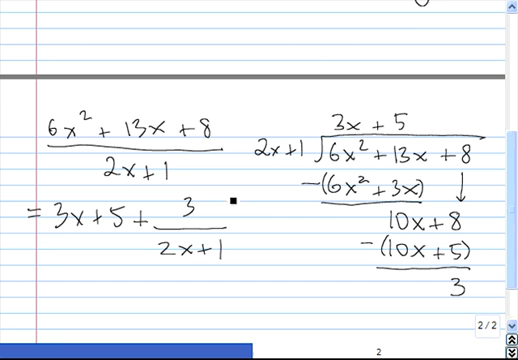 6x² + 13x + 8
2x+1
= 3x+5 + 3
2x+1
3x + 5
2x+1 ) 6x² + 13x + 8
-(6x² + 3x) ↓
10x + 8
-(10x + 5)
3
2/2
2